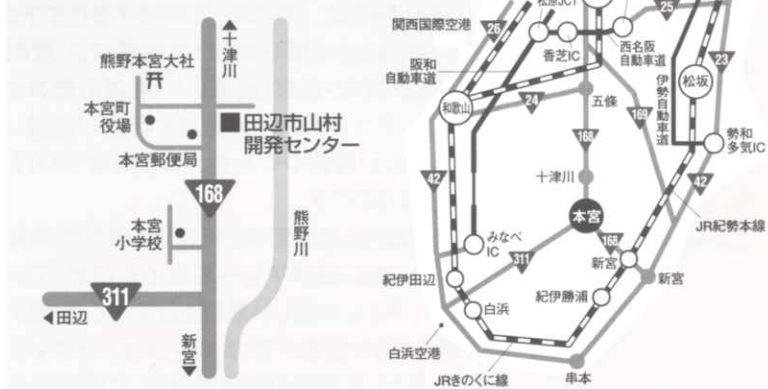 十津川
熊野本宮大社
本宮町
役場
本宮郵便局
田辺市山村
開発センター
168
本宮
小学校
熊野川
311
田辺
新宮
松原JCT
25
26
関西国際空港
香芝IC
西名阪
自動車道
阪和
自動車道
23
松坂
伊勢自動車道
和歌山
24
五條
169
勢和
多気IC
168
42
十津川
42
本宮
JR紀勢本線
みなべ
IC
311
168
新宮
新宮
紀伊田辺
紀伊勝浦
白浜
白浜空港
串本
JRきのくに線